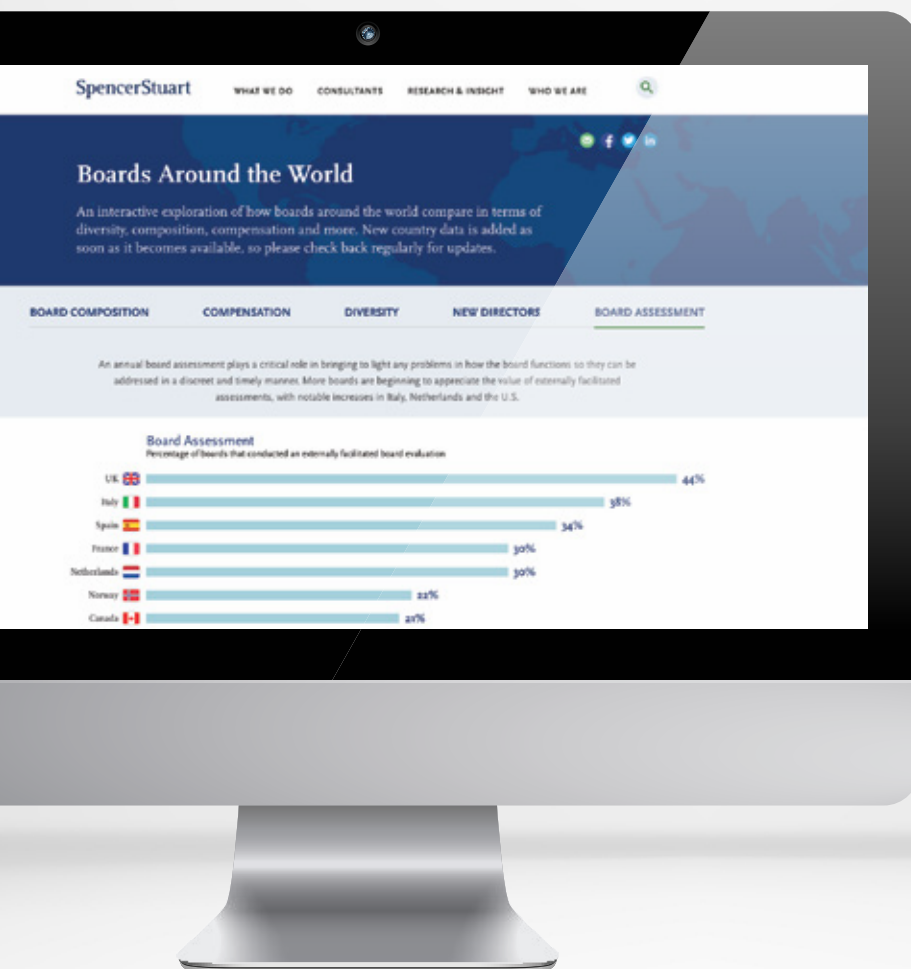 SpencerStuart
WHAT WE DO CONSULTANTS RESEARCH & INSIGHT WHO WE ARE
Boards Around the World
An interactive exploration of how boards around the world compare in terms of
diversity, composition, compensation and more. New country data is added as
soon as it becomes available, so please check back regularly for updates.
BOARD COMPOSITION COMPENSATION DIVERSITY NEW DIRECTORS BOARD ASSESSMENT
An annual board assessment plays a critical role in bringing to light any problems in how the board functions so they can be
addressed in a discreet and timely manner. More boards are beginning to appreciate the value of externally facilitated
assessments, with notable increases in Italy, Netherlands and the U.S.
Board Assessment
Percentage of boards that conducted an externally facilitated board evaluation
UK 44%
Italy 38%
Spain 34%
France 30%
Netherlands 30%
Norway 22%
Canada 21%